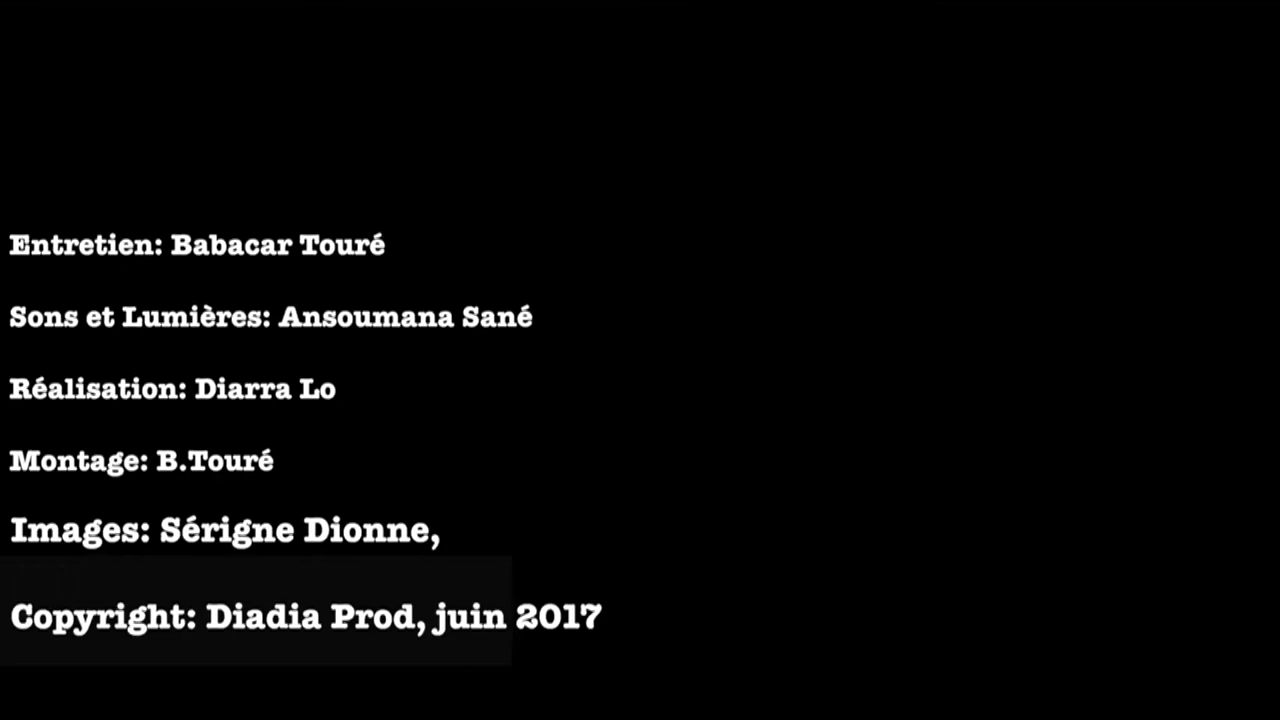 Entretien: Babacar Touré
Sons et Lumières: Ansoumana Sané
Réalisation: Diarra Lo
Montage: B.Touré
Images: Sérigne Dionne,
Copyright: Diadia Prod, juin 2017